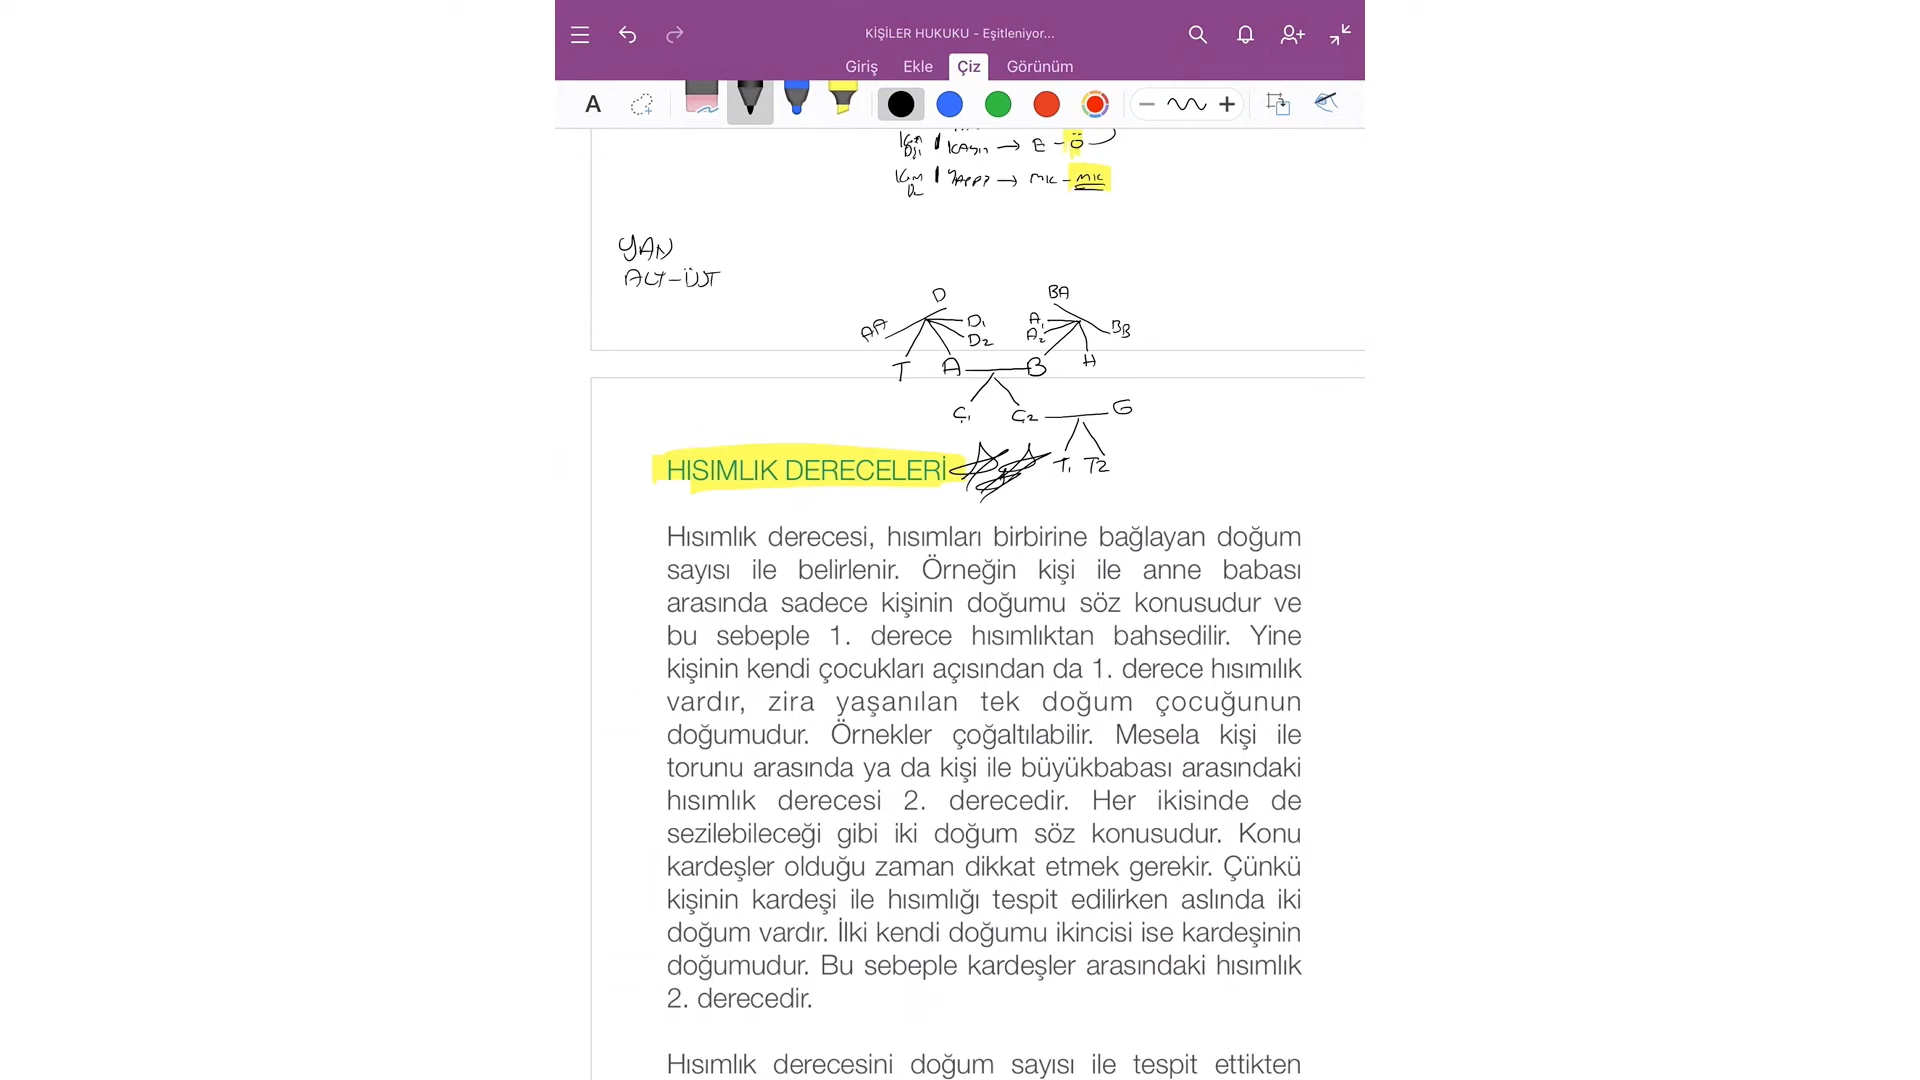 KİŞİLER HUKUKU - Eşitleniyor...
Giriş Ekle Çiz Görünüm
A
→ E - Ö
→ MK - MK
YAN
ALT-ÜST
D BA
AA D1 A1 BB
D2 A2
T A B H
Ç1 Ç2 G
T1 T2
HISIMLIK DERECELERİ
Hısımlık derecesi, hısımları birbirine bağlayan doğum
sayısı ile belirlenir. Örneğin kişi ile anne babası
arasında sadece kişinin doğumu söz konusudur ve
bu sebeple 1. derece hısımlıktan bahsedilir. Yine
kişinin kendi çocukları açısından da 1. derece hısımılık
vardır, zira yaşanılan tek doğum çocuğunun
doğumudur. Örnekler çoğaltılabilir. Mesela kişi ile
torunu arasında ya da kişi ile büyükbabası arasındaki
hısımlık derecesi 2. derecedir. Her ikisinde de
sezilebileceği gibi iki doğum söz konusudur. Konu
kardeşler olduğu zaman dikkat etmek gerekir. Çünkü
kişinin kardeşi ile hısımlığı tespit edilirken aslında iki
doğum vardır. İlki kendi doğumu ikincisi ise kardeşinin
doğumudur. Bu sebeple kardeşler arasındaki hısımlık
2. derecedir.
Hısımlık derecesini doğum sayısı ile tespit ettikten